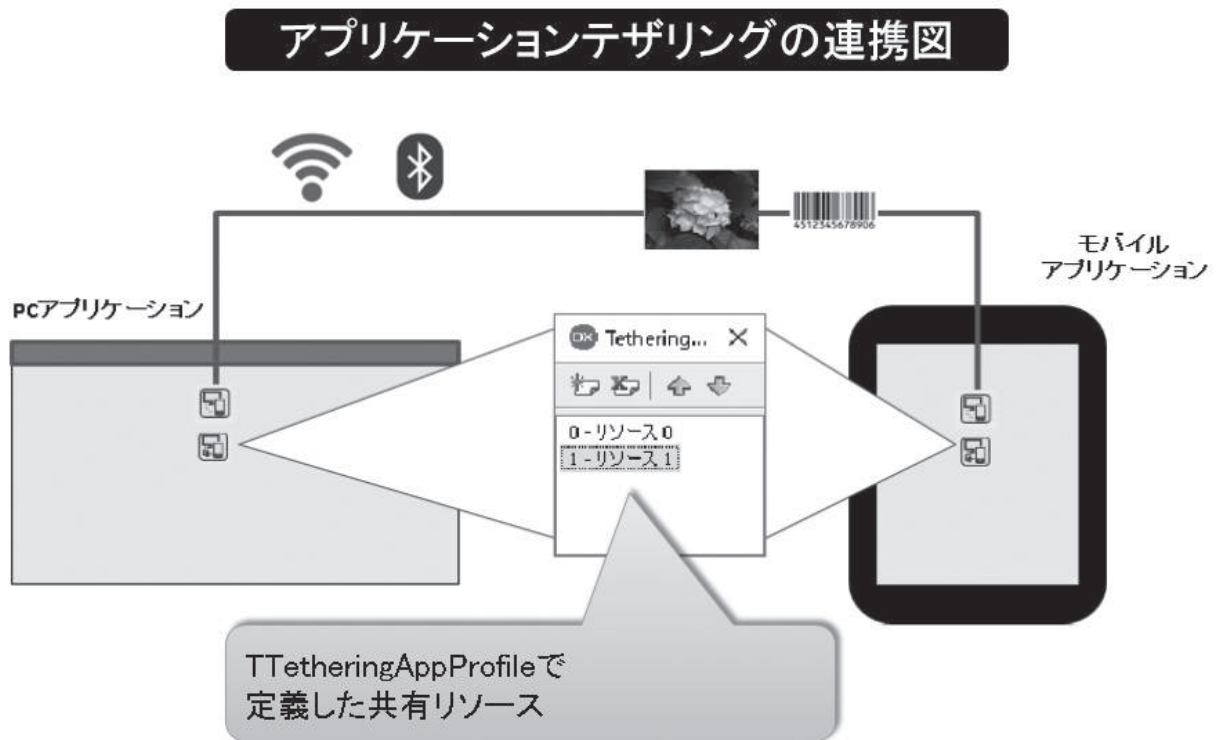 アプリケーションテザリングの連携図
4512345678906
モバイル
アプリケーション
PCアプリケーション
DX Tethering...
0-リソース0
1-リソース1
TTetheringAppProfileで
定義した共有リソース